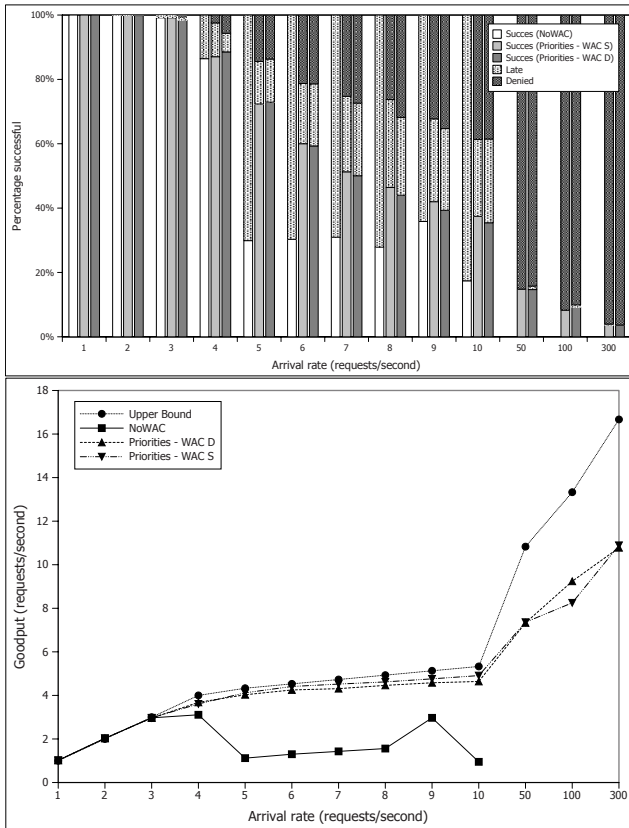 100%
80%
60%
40%
20%
0%
Percentage successful
Succes (NoWAC)
Succes (Priorities - WAC S)
Succes (Priorities - WAC D)
Late
Denied
1 2 3 4 5 6 7 8 9 10 50 100 300
Arrival rate (requests/second)
18
16
14
12
10
8
6
4
2
0
Goodput (requests/second)
Upper Bound
NoWAC
Priorities - WAC D
Priorities - WAC S
1 2 3 4 5 6 7 8 9 10 50 100 300
Arrival rate (requests/second)